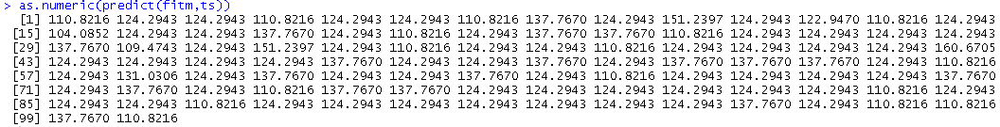 > as.numeric(predict(fitm,ts))
[1] 110.8216 124.2943 124.2943 110.8216 124.2943 124.2943 110.8216 137.7670 124.2943 151.2397 124.2943 122.9470 110.8216 124.2943
[15] 104.0852 124.2943 124.2943 137.7670 124.2943 110.8216 124.2943 137.7670 137.7670 110.8216 124.2943 124.2943 124.2943 124.2943
[29] 137.7670 109.4743 124.2943 151.2397 124.2943 110.8216 124.2943 124.2943 110.8216 124.2943 124.2943 124.2943 124.2943 160.6705
[43] 124.2943 124.2943 124.2943 124.2943 137.7670 124.2943 124.2943 137.7670 124.2943 137.7670 137.7670 137.7670 124.2943 110.8216
[57] 124.2943 131.0306 124.2943 137.7670 124.2943 124.2943 137.7670 124.2943 110.8216 124.2943 124.2943 124.2943 124.2943 137.7670
[71] 124.2943 137.7670 124.2943 110.8216 137.7670 137.7670 124.2943 124.2943 124.2943 124.2943 124.2943 124.2943 110.8216 124.2943
[85] 124.2943 124.2943 110.8216 124.2943 124.2943 124.2943 124.2943 124.2943 124.2943 124.2943 137.7670 124.2943 110.8216 110.8216
[99] 137.7670 110.8216